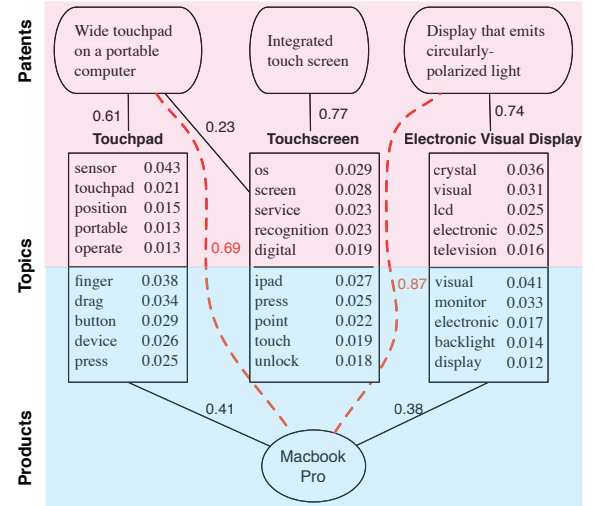 Patents
Wide touchpad
on a portable
computer
Integrated
touch screen
Display that emits
circularly-
polarized light
0.61
0.23
0.77
0.74
Topics
Touchpad
sensor 0.043
touchpad 0.021
position 0.015
portable 0.013
operate 0.013
finger 0.038
drag 0.034
button 0.029
device 0.026
press 0.025
0.69
Touchscreen
os 0.029
screen 0.028
service 0.023
recognition 0.023
digital 0.019
ipad 0.027
press 0.025
point 0.022
touch 0.019
unlock 0.018
0.87
Electronic Visual Display
crystal 0.036
visual 0.031
lcd 0.025
electronic 0.025
television 0.016
visual 0.041
monitor 0.033
electronic 0.017
backlight 0.014
display 0.012
0.41
0.38
Products
Macbook
Pro